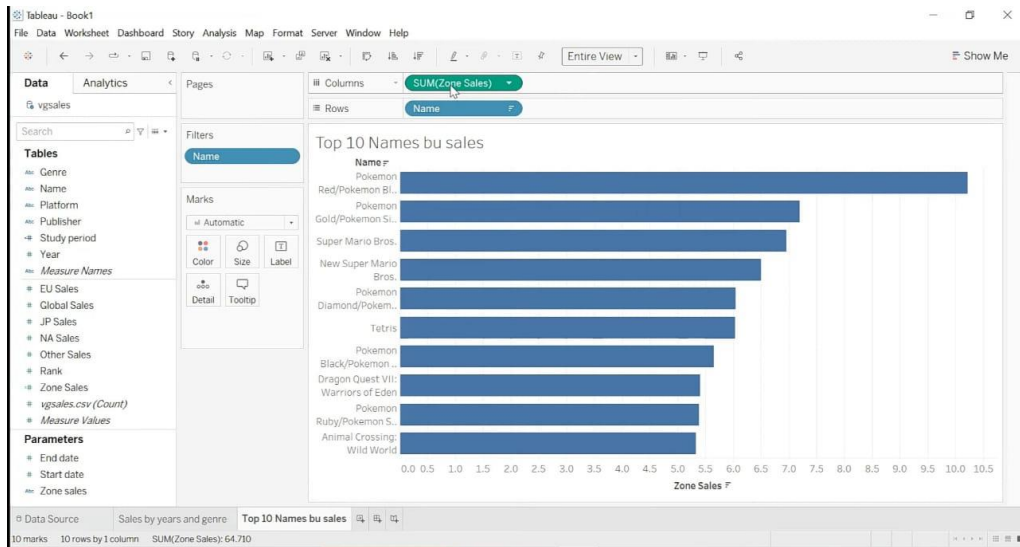 Tableau - Book1
File Data Worksheet Dashboard Story Analysis Map Format Server Window Help
Entire View
Show Me
Data Analytics
vgsales
Search
Tables
Abc Genre
Abc Name
Abc Platform
Abc Publisher
Study period
# Year
Abc Measure Names
# EU Sales
# Global Sales
# JP Sales
# NA Sales
# Other Sales
# Rank
Zone Sales
# vgsales.csv (Count)
# Measure Values
Parameters
# End date
# Start date
Abc Zone sales
Pages
Filters
Name
Marks
Automatic
Color Size Label
Detail Tooltip
Columns SUM(Zone Sales)
Rows Name
Top 10 Names bu sales
Name
Pokemon
Red/Pokemon Bl..
Pokemon
Gold/Pokemon Si..
Super Mario Bros.
New Super Mario
Bros.
Pokemon
Diamond/Pokem..
Tetris
Pokemon
Black/Pokemon ..
Dragon Quest VII:
Warriors of Eden
Pokemon
Ruby/Pokemon S..
Animal Crossing:
Wild World
0.0 0.5 1.0 1.5 2.0 2.5 3.0 3.5 4.0 4.5 5.0 5.5 6.0 6.5 7.0 7.5 8.0 8.5 9.0 9.5 10.0 10.5
Zone Sales
Data Source Sales by years and genre Top 10 Names bu sales
10 marks 10 rows by 1 column SUM(Zone Sales): 64.710